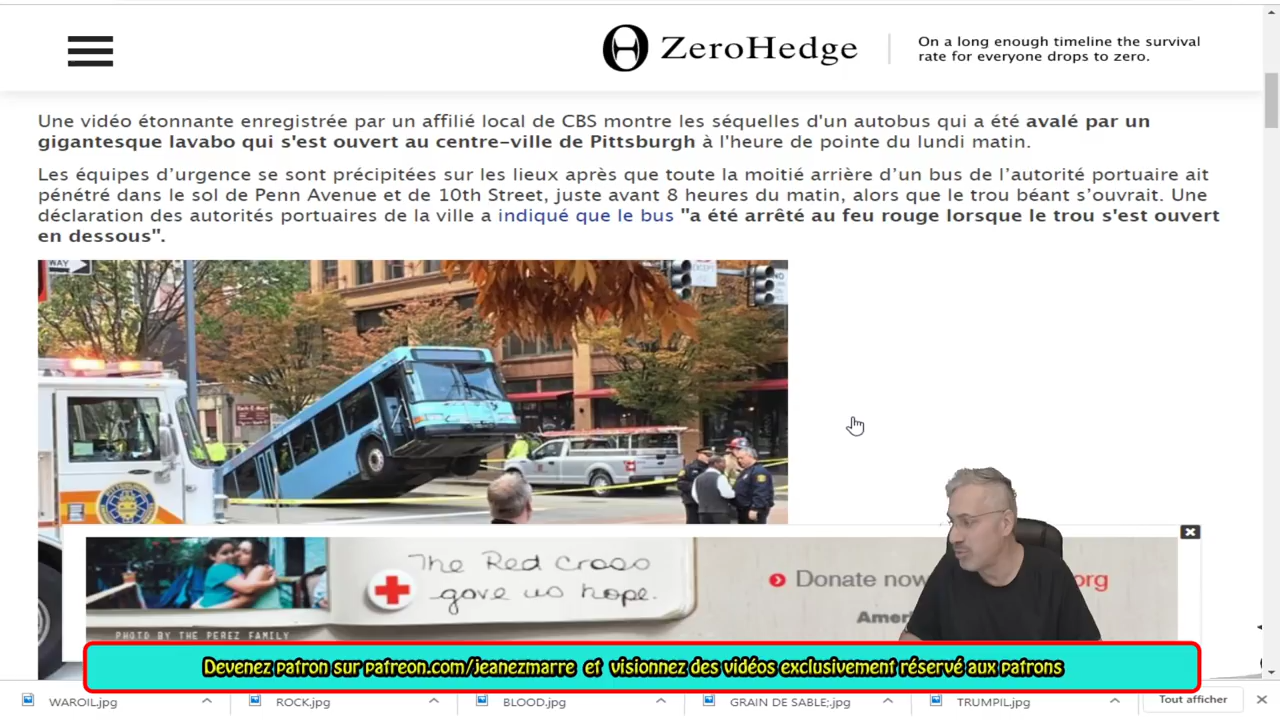 ZeroHedge
On a long enough timeline the survival
rate for everyone drops to zero.
Une vidéo étonnante enregistrée par un affilié local de CBS montre les séquelles d'un autobus qui a été avalé par un
gigantesque lavabo qui s'est ouvert au centre-ville de Pittsburgh à l'heure de pointe du lundi matin.
Les équipes d’urgence se sont précipitées sur les lieux après que toute la moitié arrière d’un bus de l’autorité portuaire ait
pénétré dans le sol de Penn Avenue et de 10th Street, juste avant 8 heures du matin, alors que le trou béant s’ouvrait. Une
déclaration des autorités portuaires de la ville a indiqué que le bus "a été arrêté au feu rouge lorsque le trou s'est ouvert
en dessous".
WAY
EXCEPT
NO
The Red Cross
gave us hope.
Donate now
org
Ameri
PHOTO BY THE PEREZ FAMILY
Devenez patron sur patreon.com/jeanezmarre et visionnez des vidéos exclusivement réservé aux patrons
WAROIL.jpg
ROCK.jpg
BLOOD.jpg
GRAIN DE SABLE;.jpg
TRUMPIL.jpg
Tout afficher